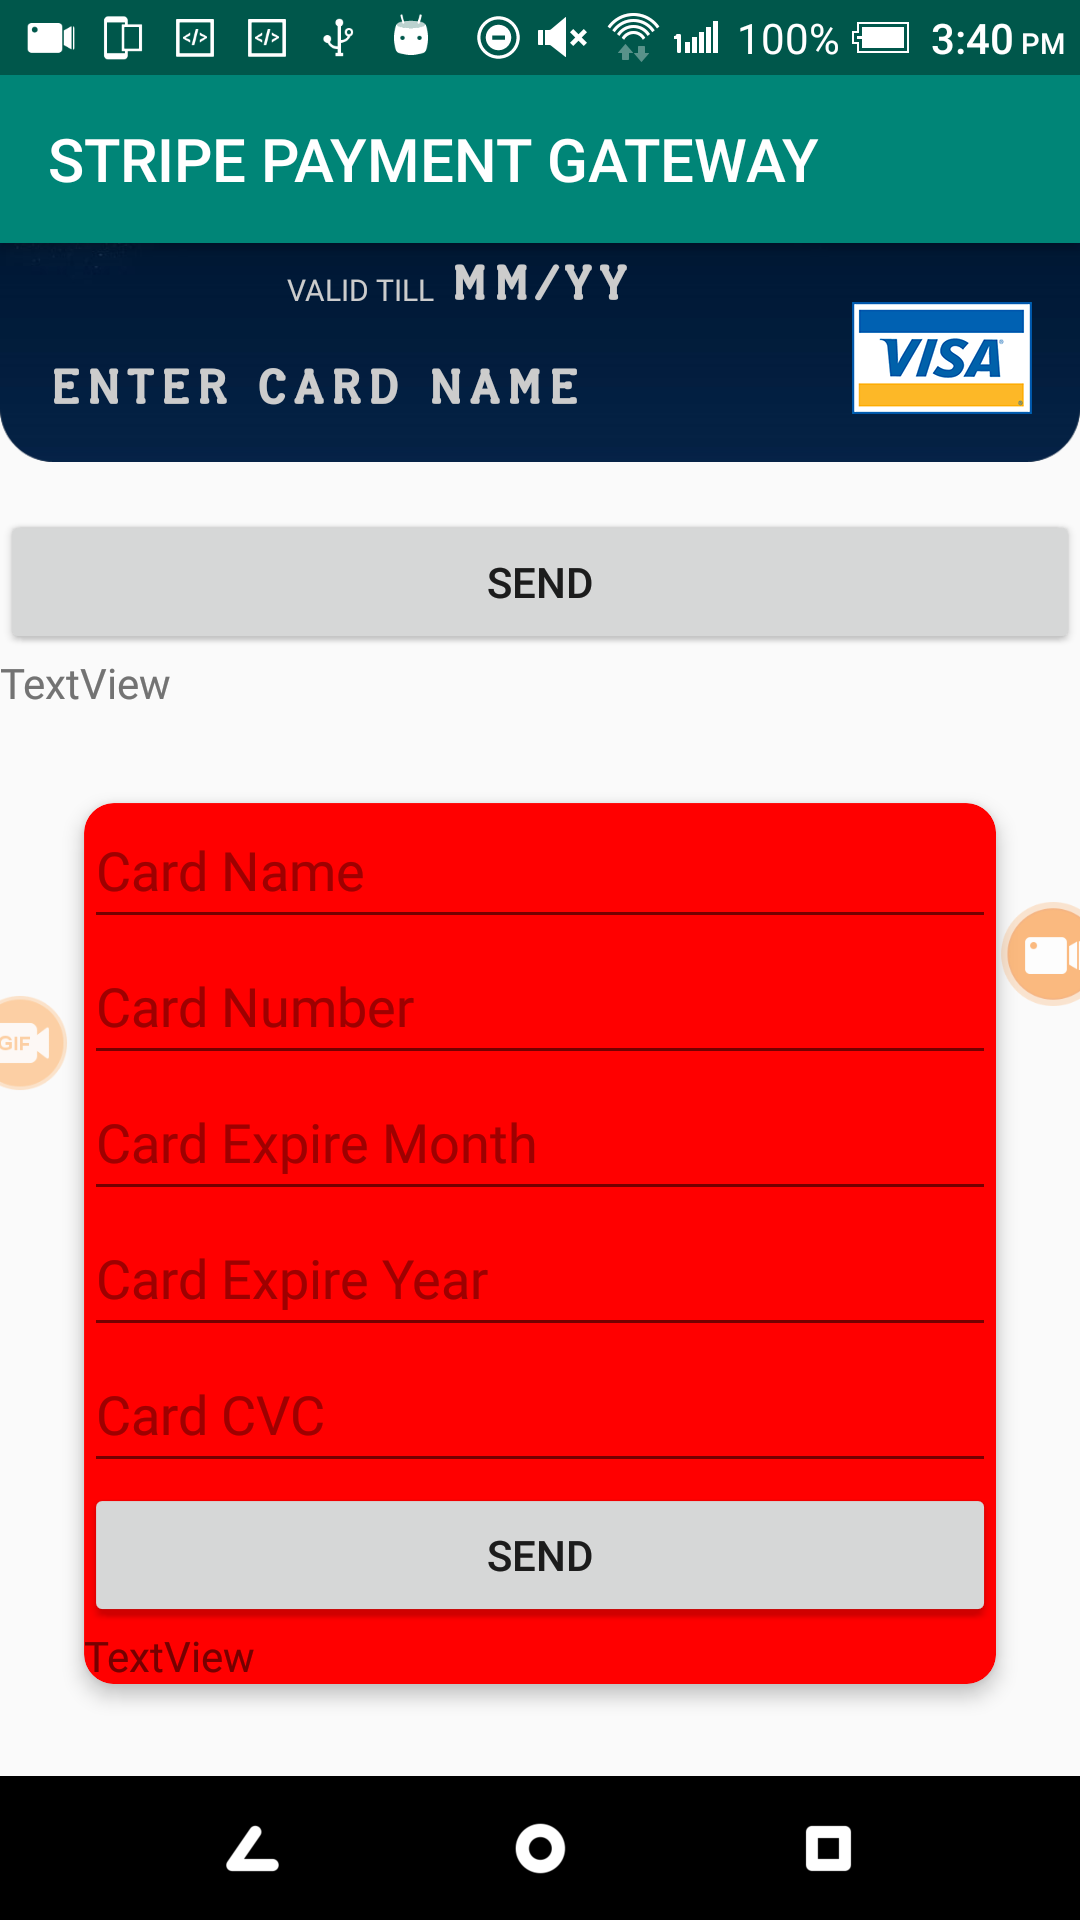 100% 3:40 PM
STRIPE PAYMENT GATEWAY
VALID TILL MM/YY
VISA
ENTER CARD NAME
SEND
TextView
Card Name
Card Number
GIF
Card Expire Month
Card Expire Year
Card CVC
SEND
TextView